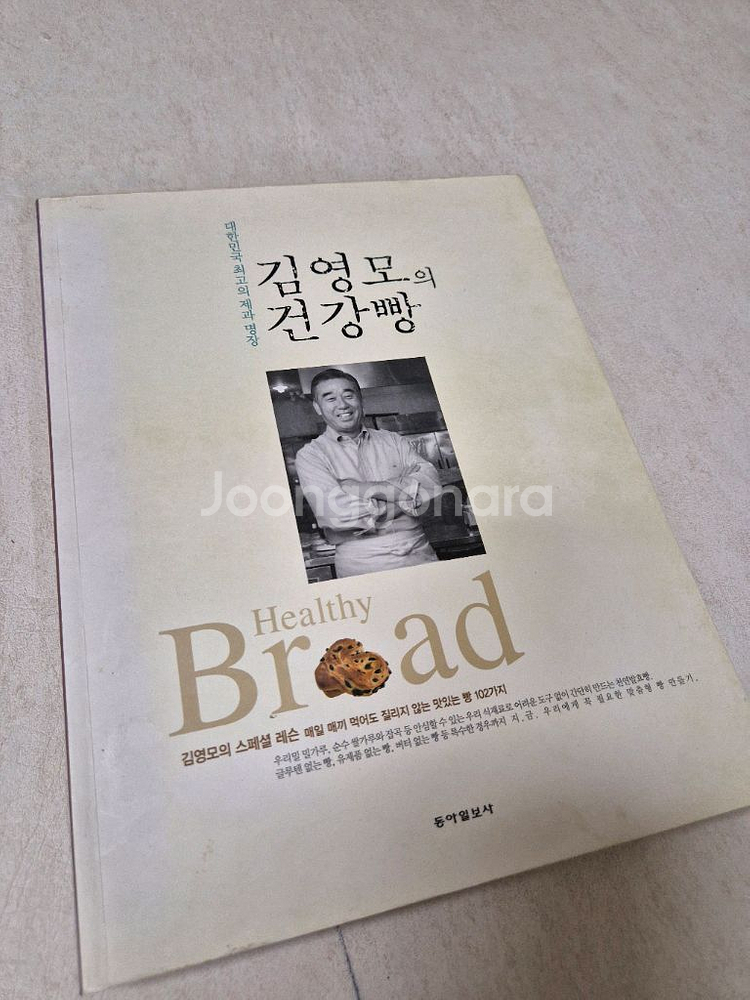 대한민국 최고의 제과 명장
김영모의
건강빵
Joonggonara
Healthy
Bread
김영모의 스페셜 레슨 매일 매끼 먹어도 질리지 않는 맛있는 빵 102가지
우리밀 밀가루, 순수 쌀가루와 잡곡 등 안심할 수 있는 우리 식재료로 어려운 도구 없이 간단히 만드는 천연발효빵.
글루텐 없는 빵, 유제품 없는 빵, 버터 없는 빵 등 특수한 경우까지 지.금. 우리에게 꼭 필요한 맞춤형 빵 만들기.
동아일보사